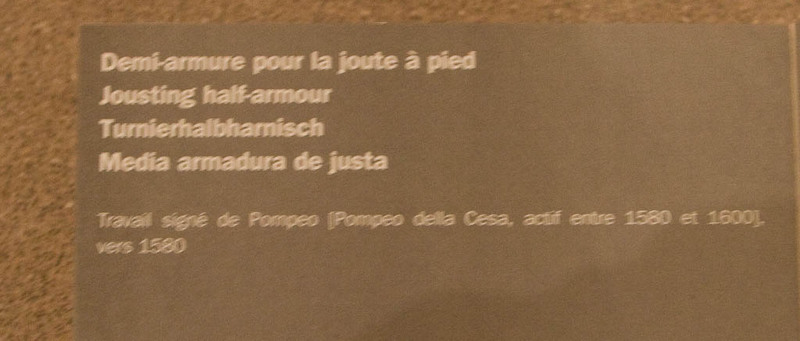 Demi-armure pour la joute à pied
Jousting half-armour
Turnierhalbharnisch
Media armadura de justa
Travail signé de Pompeo (Pompeo della Cesa, actif entre 1580 et 1600),
vers 1580